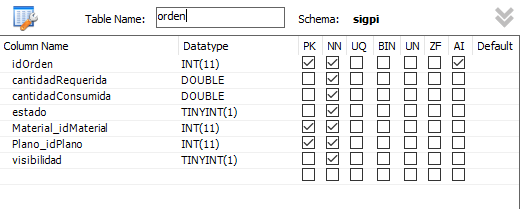 Table Name: orden Schema: sigpi
Column Name Datatype PK NN UQ BIN UN ZF AI Default
idOrden INT(11)
cantidadRequerida DOUBLE
cantidadConsumida DOUBLE
estado TINYINT(1)
Material_idMaterial INT(11)
Plano_idPlano INT(11)
visibilidad TINYINT(1)